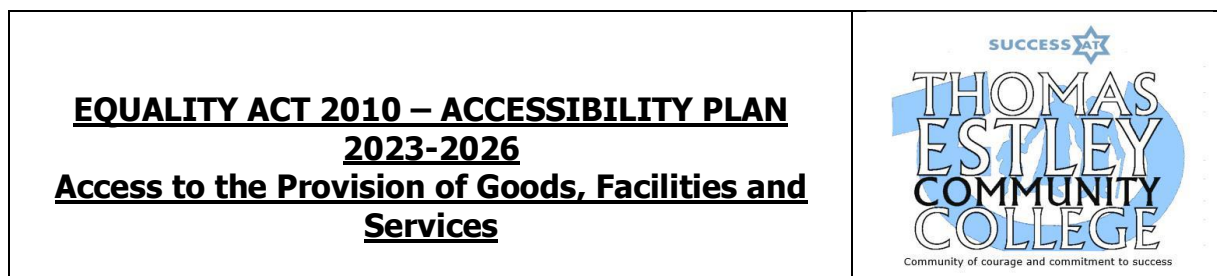 EQUALITY ACT 2010 – ACCESSIBILITY PLAN
2023-2026
Access to the Provision of Goods, Facilities and
Services
SUCCESS AT
THOMAS
ESTLEY
COMMUNITY
COLLEGE
Community of courage and commitment to success